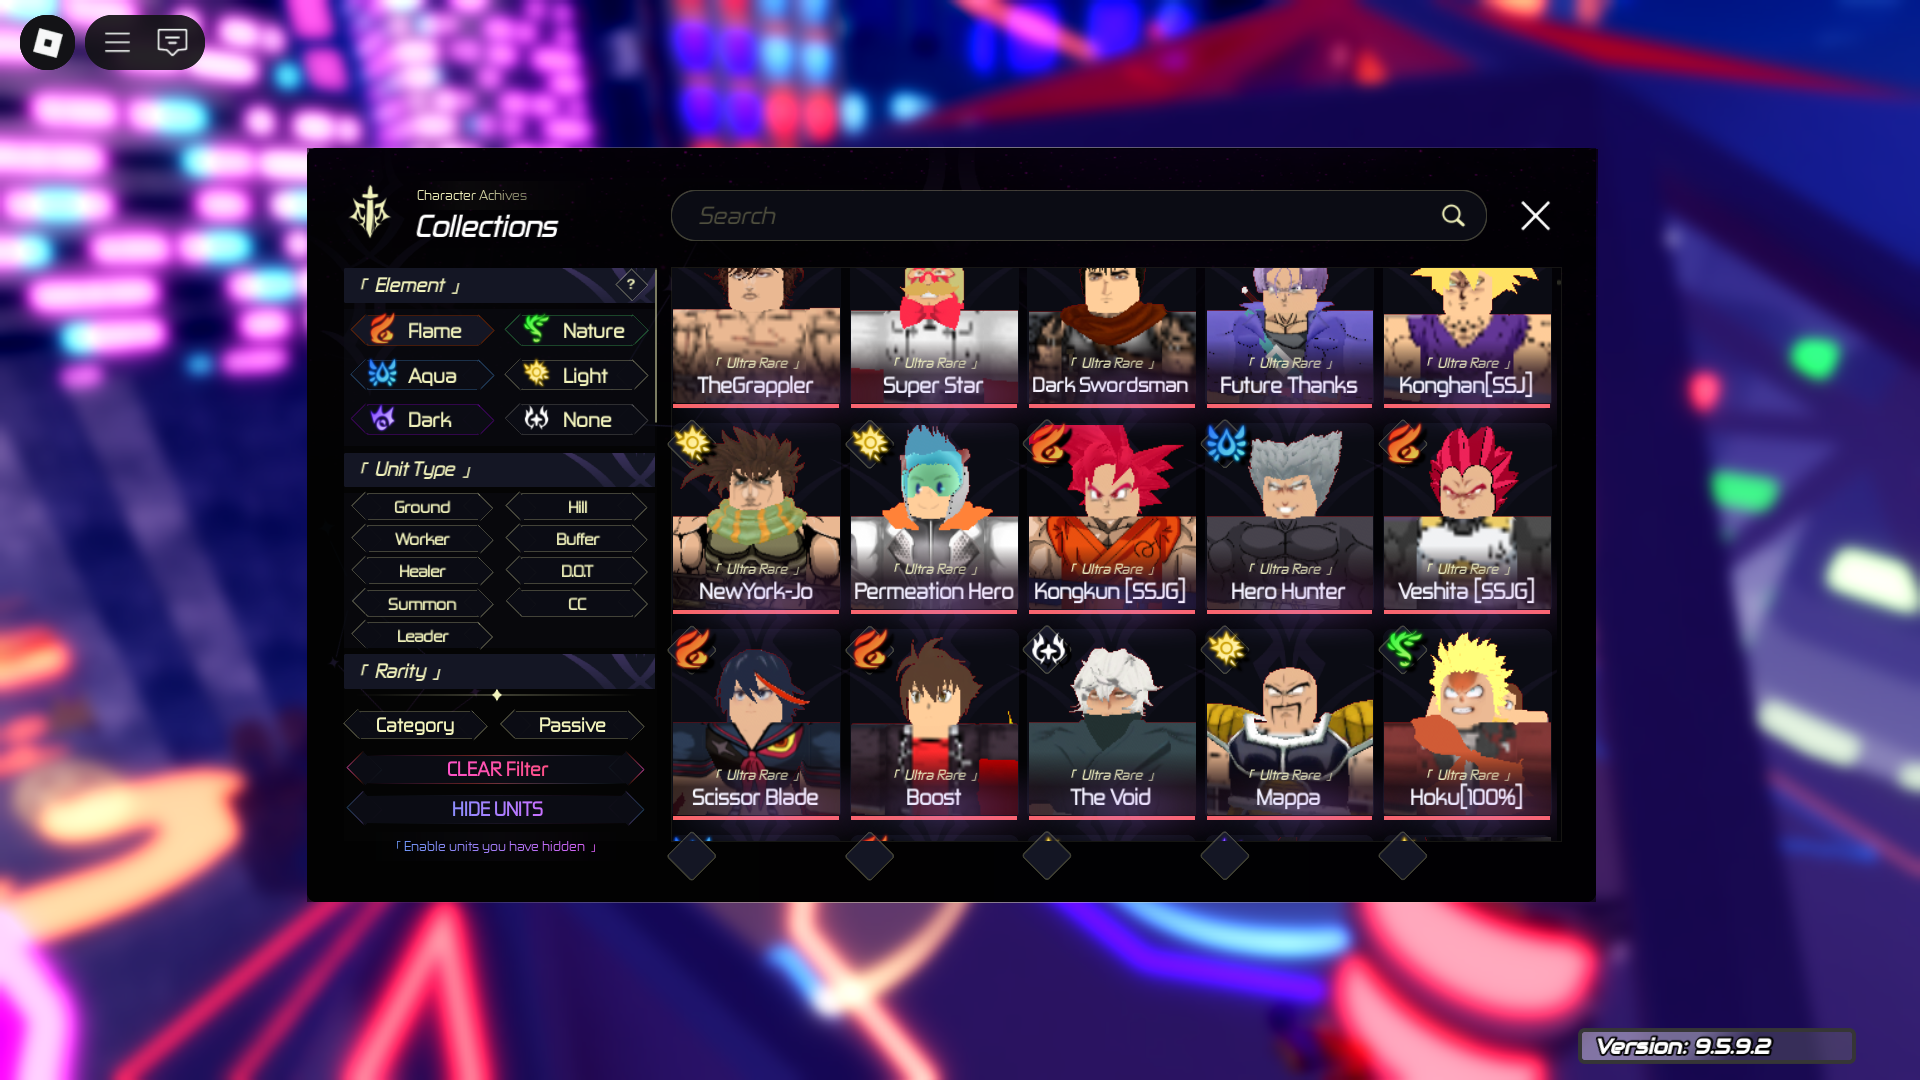 Character Achives
Collections
Search
「 Element 」
?
Flame
Nature
Aqua
Light
Dark
None
「 Unit Type 」
Ground
Hill
Worker
Buffer
Healer
D.O.T
Summon
CC
Leader
「 Rarity 」
Category
Passive
CLEAR Filter
HIDE UNITS
「 Enable units you have hidden 」
「 Ultra Rare 」
TheGrappler
「 Ultra Rare 」
Super Star
「 Ultra Rare 」
Dark Swordsman
「 Ultra Rare 」
Future Thanks
「 Ultra Rare 」
Konghan[SSJ]
「 Ultra Rare 」
NewYork-Jo
「 Ultra Rare 」
Permeation Hero
「 Ultra Rare 」
Kongkun [SSJG]
「 Ultra Rare 」
Hero Hunter
「 Ultra Rare 」
Veshita [SSJG]
「 Ultra Rare 」
Scissor Blade
「 Ultra Rare 」
Boost
「 Ultra Rare 」
The Void
「 Ultra Rare 」
Mappa
「 Ultra Rare 」
Hoku[100%]
Version: 9.5.9.2